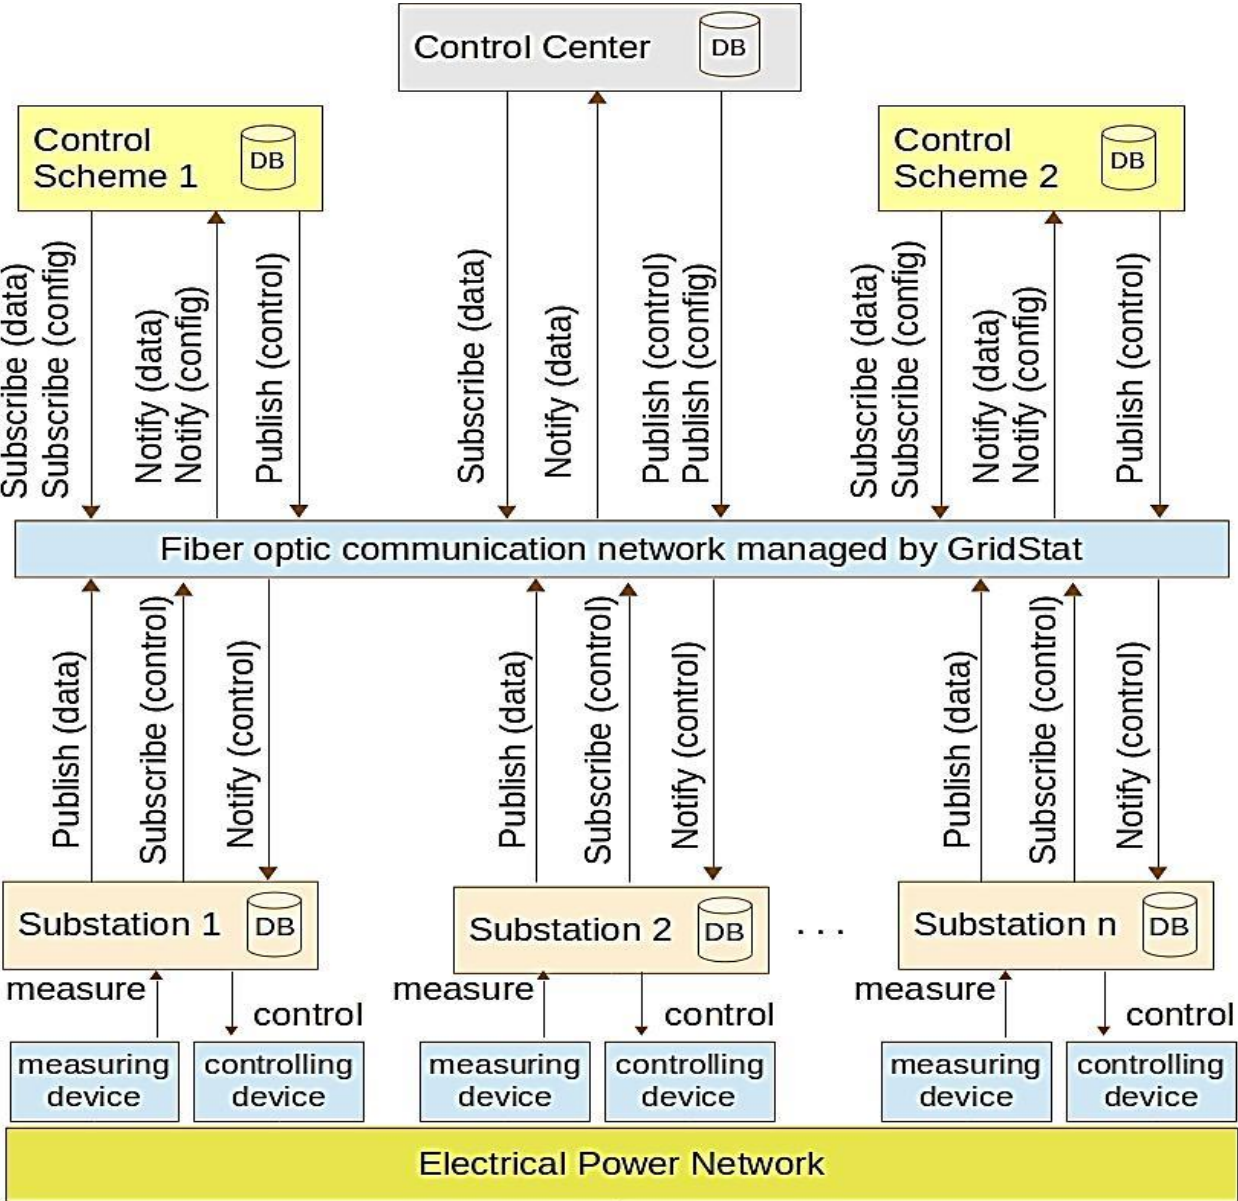 Control Center
DB
Control
Scheme 1
DB
Control
Scheme 2
DB
Subscribe (data)
Subscribe (config)
Notify (data)
Notify (config)
Publish (control)
Subscribe (data)
Notify (data)
Publish (control)
Publish (config)
Subscribe (data)
Subscribe (config)
Notify (data)
Notify (config)
Publish (control)
Fiber optic communication network managed by GridStat
Publish (data)
Subscribe (control)
Notify (control)
Publish (data)
Subscribe (control)
Notify (control)
Publish (data)
Subscribe (control)
Notify (control)
Substation 1
DB
Substation 2
DB
. . .
Substation n
DB
measure
control
measure
control
measure
control
measuring
device
controlling
device
measuring
device
controlling
device
measuring
device
controlling
device
Electrical Power Network